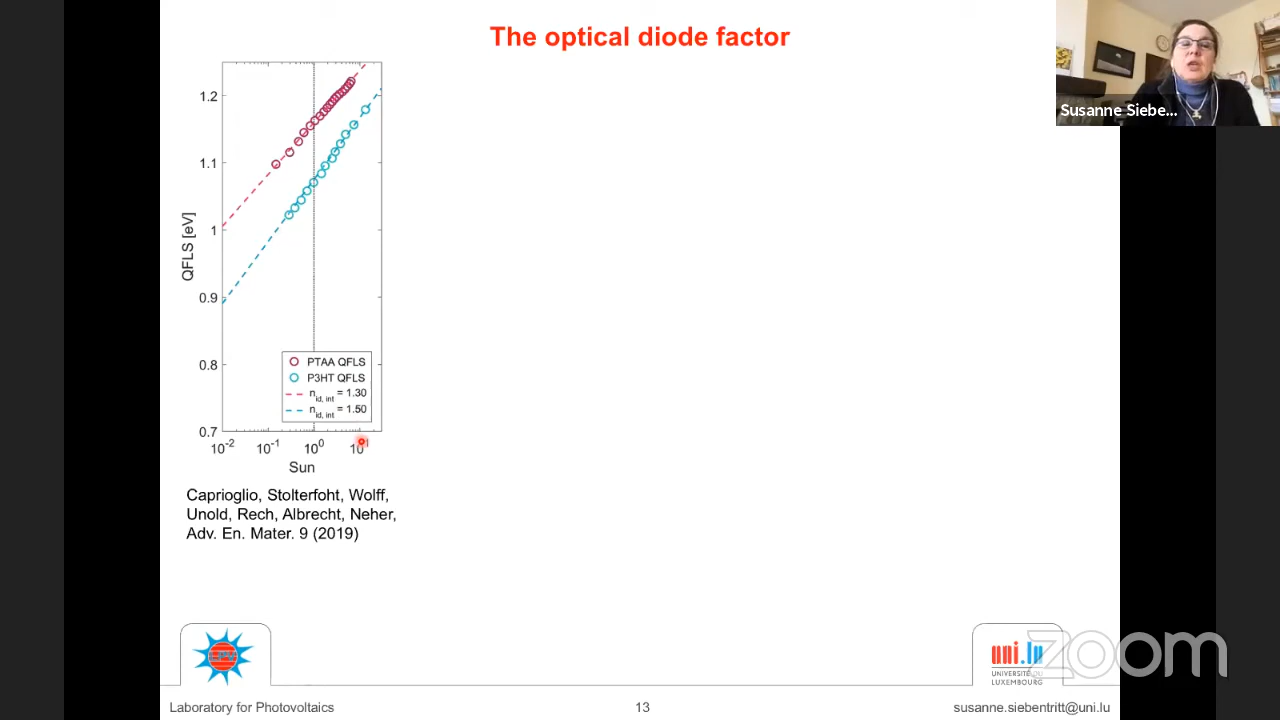 The optical diode factor
Susanne Siebe...
1.2
1.1
1
0.9
0.8
0.7
QFLS [eV]
PTAA QFLS
P3HT QFLS
n_id, int = 1.30
n_id, int = 1.50
10^-2 10^-1 10^0 10^1
Sun
Caprioglio, Stolterfoht, Wolff,
Unold, Rech, Albrecht, Neher,
Adv. En. Mater. 9 (2019)
LPV
uni.lu
UNIVERSITÉ DU
LUXEMBOURG
zoom
Laboratory for Photovoltaics
13
susanne.siebentritt@uni.lu